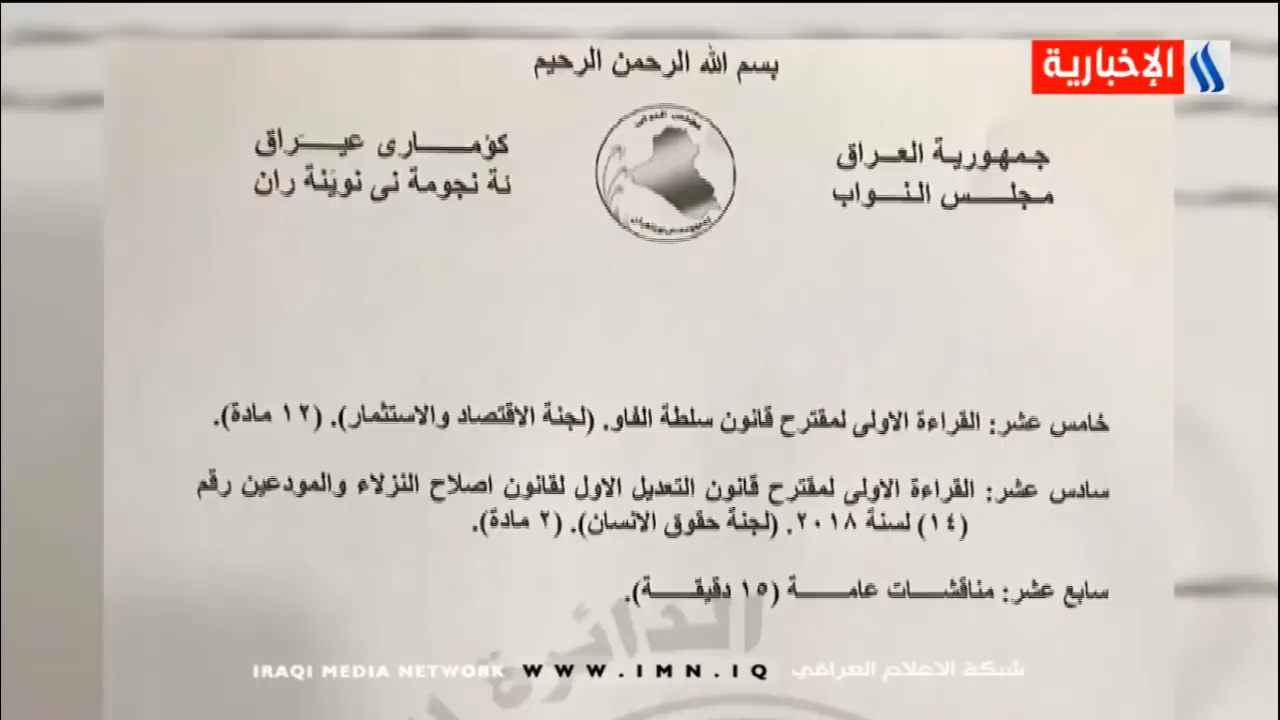 الإخبارية
بسم الله الرحمن الرحيم
جمهورية العراق
مجلس النواب
كؤمارى عيراق
ئة نجومة نى نوينة ران
خامس عشر: القراءة الاولى لمقترح قانون سلطة الفاو. (لجنة الاقتصاد والاستثمار). (١٢ مادة).
سادس عشر: القراءة الاولى لمقترح قانون التعديل الاول لقانون اصلاح النزلاء والمودعين رقم
(١٤) لسنة ٢٠١٨. (لجنة حقوق الانسان). (٢ مادة).
سابع عشر: مناقشات عامة (١٥ دقيقة).
الدائرة
IRAQI MEDIA NETWORK WWW.IMN.IQ شبكة الاعلام العراقي